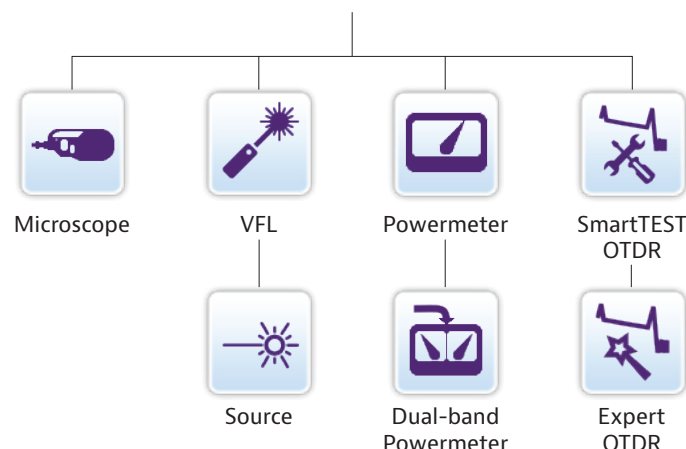 Microscope
VFL
Powermeter
SmartTEST
OTDR
Source
Dual-band
Powermeter
Expert
OTDR